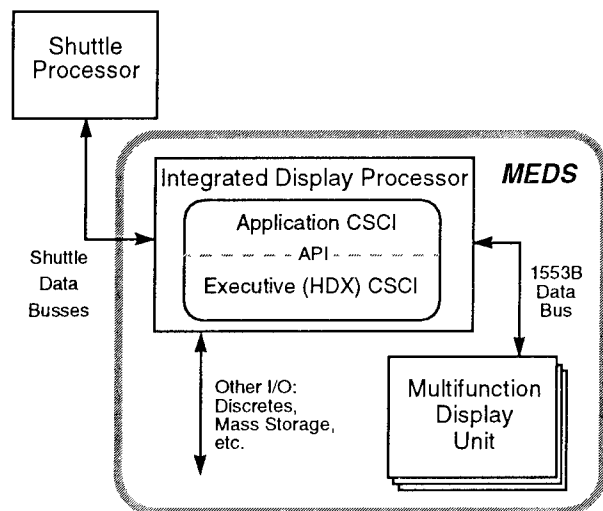 Shuttle
Processor
MEDS
Integrated Display Processor
Application CSCI
API
Executive (HDX) CSCI
Shuttle
Data
Busses
1553B
Data
Bus
Other I/O:
Discretes,
Mass Storage,
etc.
Multifunction
Display
Unit